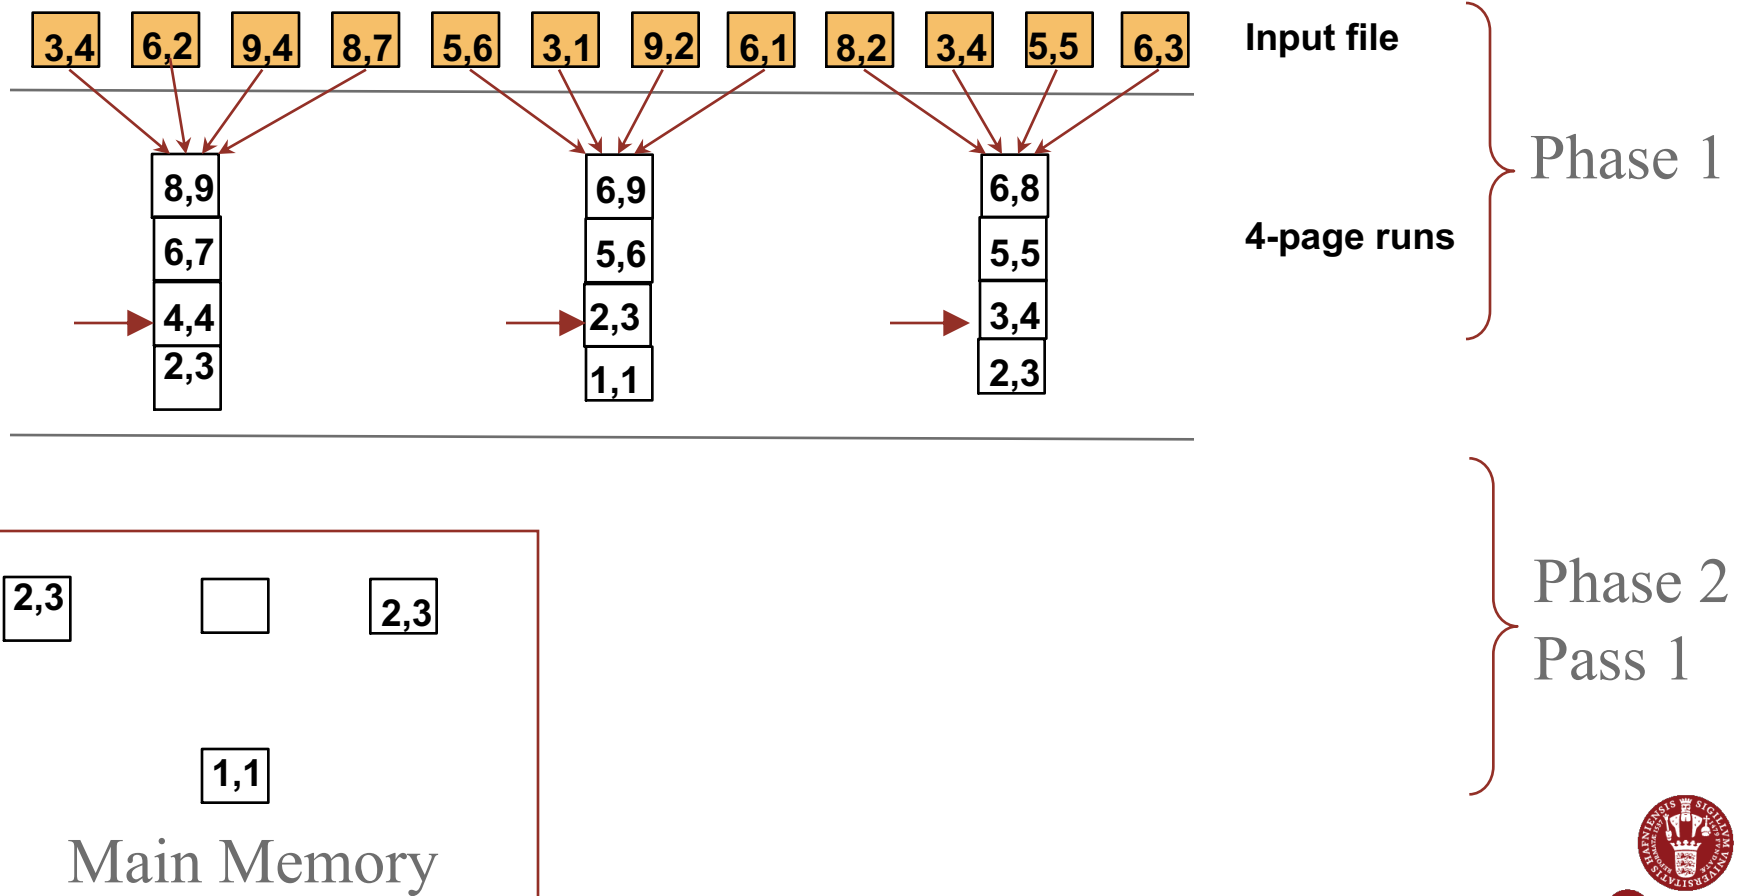 3,4 6,2 9,4 8,7 5,6 3,1 9,2 6,1 8,2 3,4 5,5 6,3
Input file
Phase 1
8,9 6,9 6,8
6,7 5,6 5,5
4-page runs
4,4 2,3 3,4
2,3 1,1 2,3
2,3 2,3
Phase 2
Pass 1
1,1
Main Memory